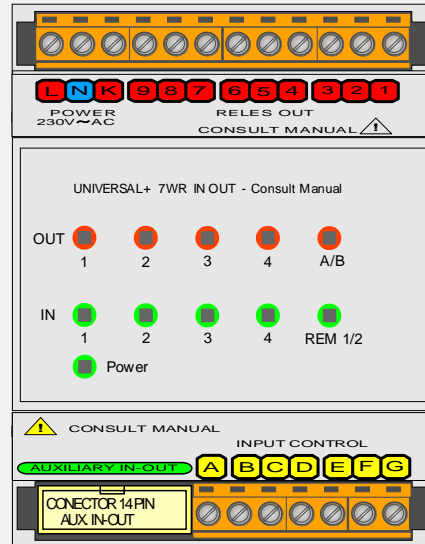 L N K 9 8 7 6 5 4 3 2 1
POWER RELES OUT
230V~AC
CONSULT MANUAL
UNIVERSAL+ 7WR IN OUT - Consult Manual
OUT
1 2 3 4 A/B
IN
1 2 3 4 REM 1/2
Power
CONSULT MANUAL
INPUT CONTROL
AUXILIARY IN-OUT A B C D E F G
CONECTOR 14 PIN
AUX. IN-OUT